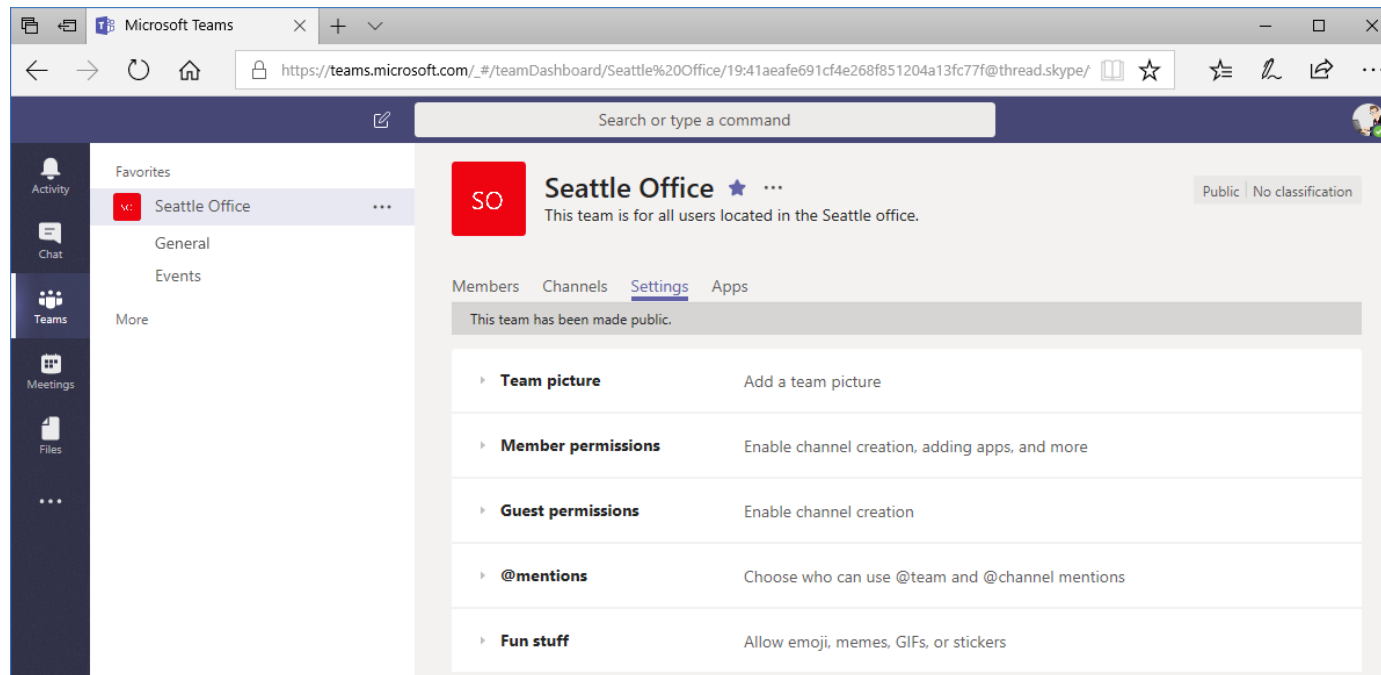 Microsoft Teams
https://teams.microsoft.com/_#/teamDashboard/Seattle%20Office/19:41aeafe691cf4e268f851204a13fc77f@thread.skype/
Search or type a command
Activity
Chat
Teams
Meetings
Files
Favorites
SO Seattle Office
General
Events
More
SO
Seattle Office
This team is for all users located in the Seattle office.
Public No classification
Members Channels Settings Apps
This team has been made public.
Team picture Add a team picture
Member permissions Enable channel creation, adding apps, and more
Guest permissions Enable channel creation
@mentions Choose who can use @team and @channel mentions
Fun stuff Allow emoji, memes, GIFs, or stickers